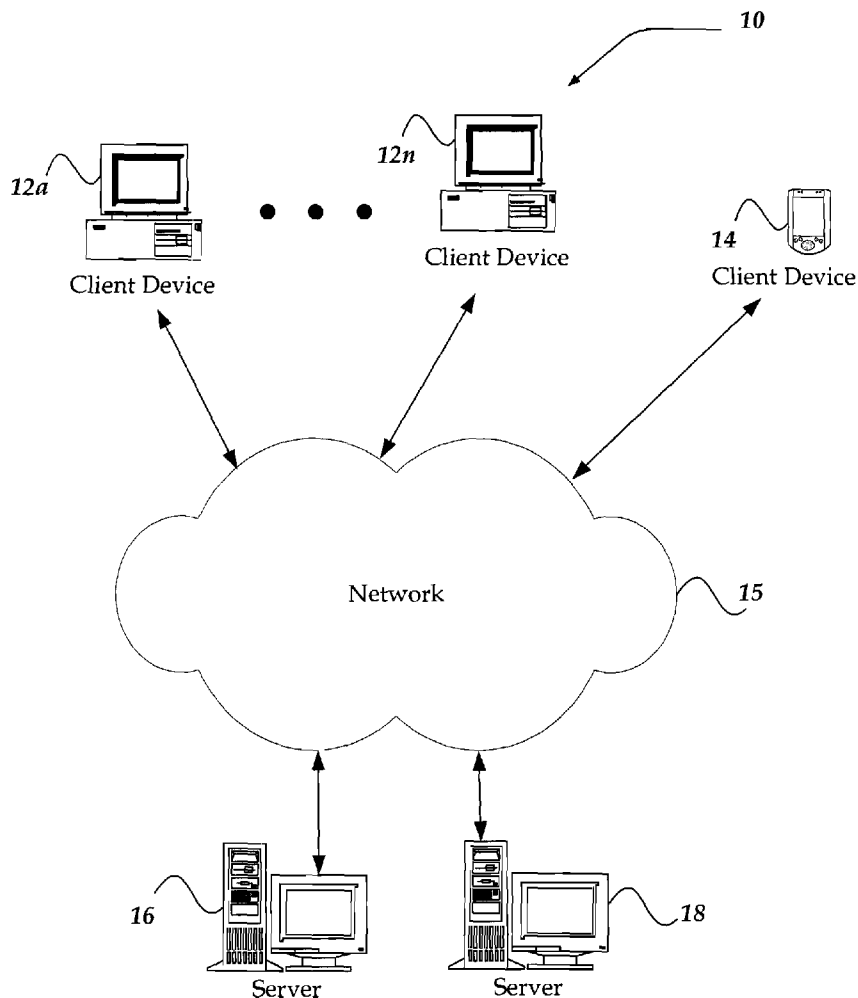 10
12a
12n
14
Client Device
Client Device
Client Device
Network
15
16
18
Server
Server